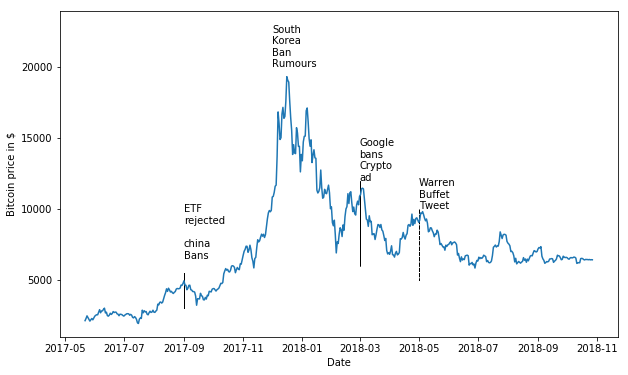 South
Korea
Ban
Rumours
20000
Google
bans
Crypto
ad
15000
Warren
Buffet
Tweet
ETF
rejected
china
Bans
10000
5000
Bitcoin price in $
2017-05 2017-07 2017-09 2017-11 2018-01 2018-03 2018-05 2018-07 2018-09 2018-11
Date